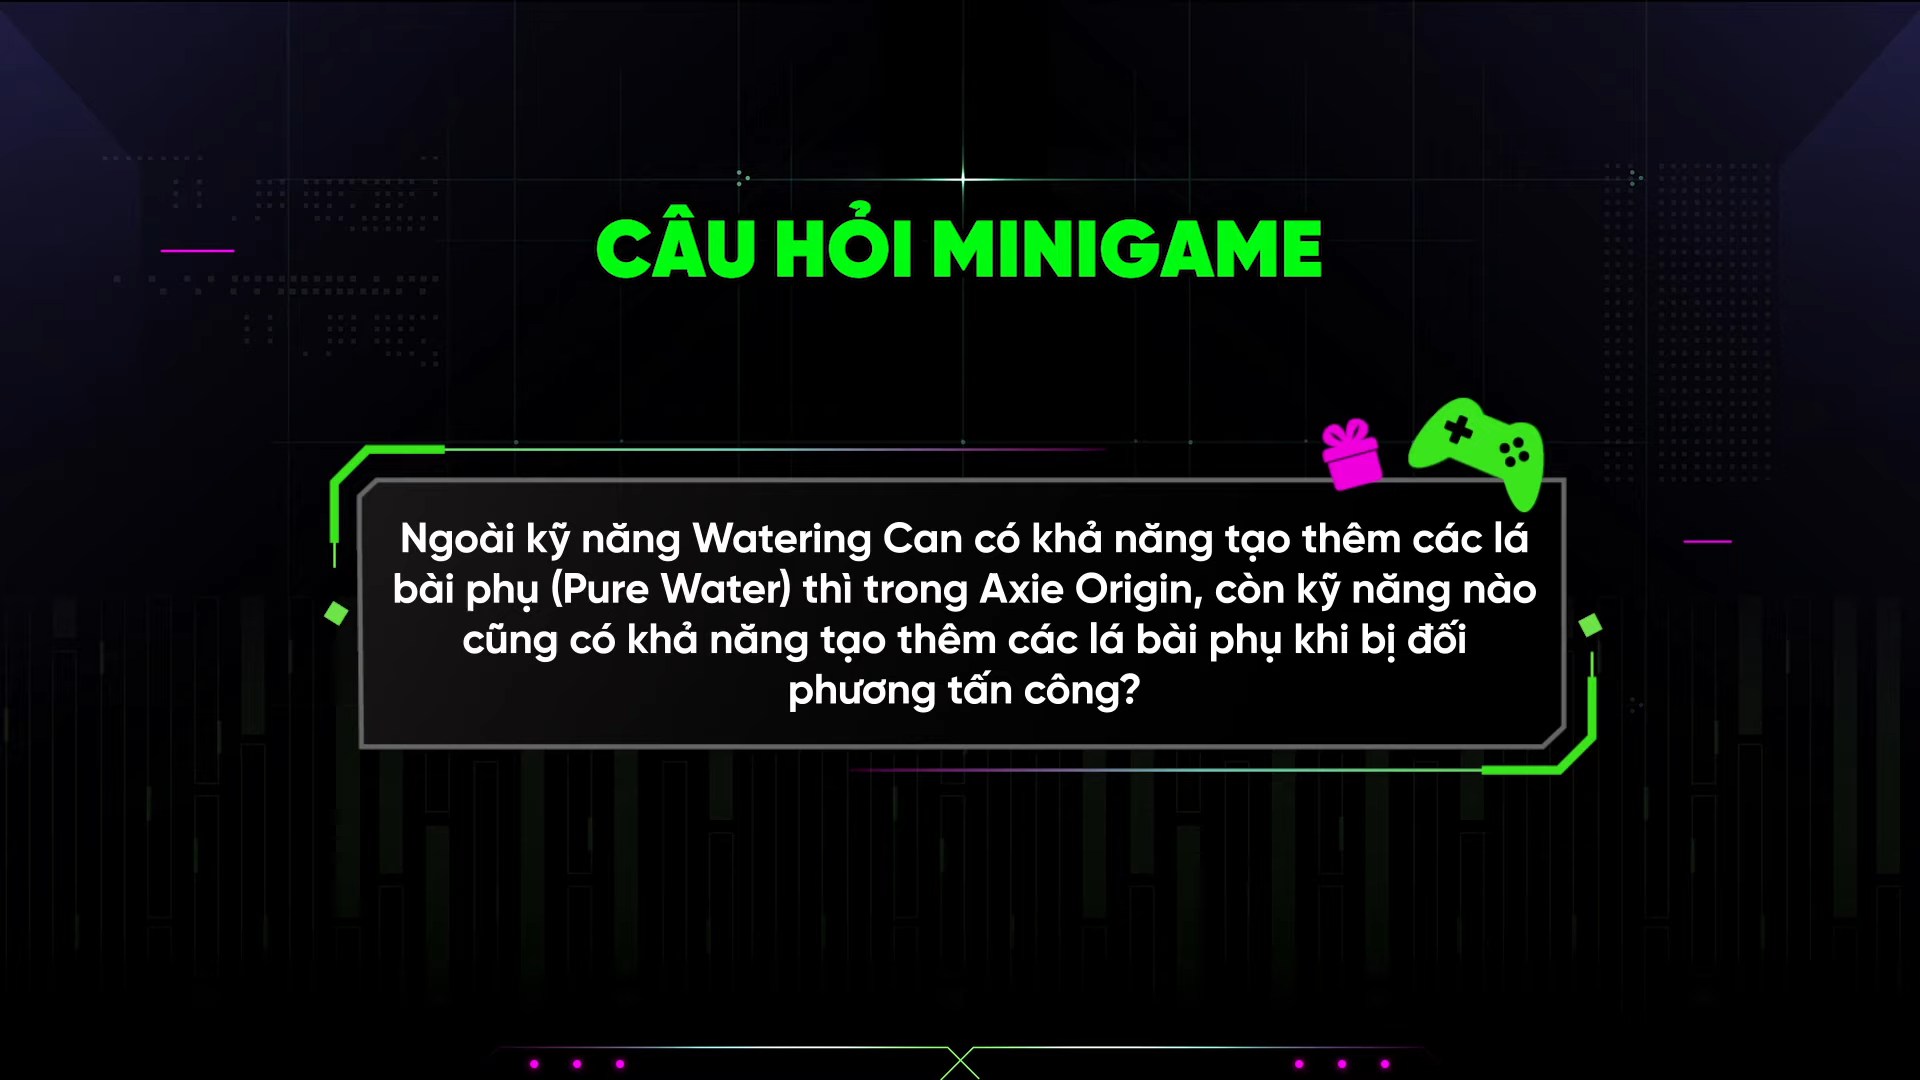 CÂU HỎI MINIGAME
Ngoài kỹ năng Watering Can có khả năng tạo thêm các lá
bài phụ (Pure Water) thì trong Axie Origin, còn kỹ năng nào
cũng có khả năng tạo thêm các lá bài phụ khi bị đối
phương tấn công?